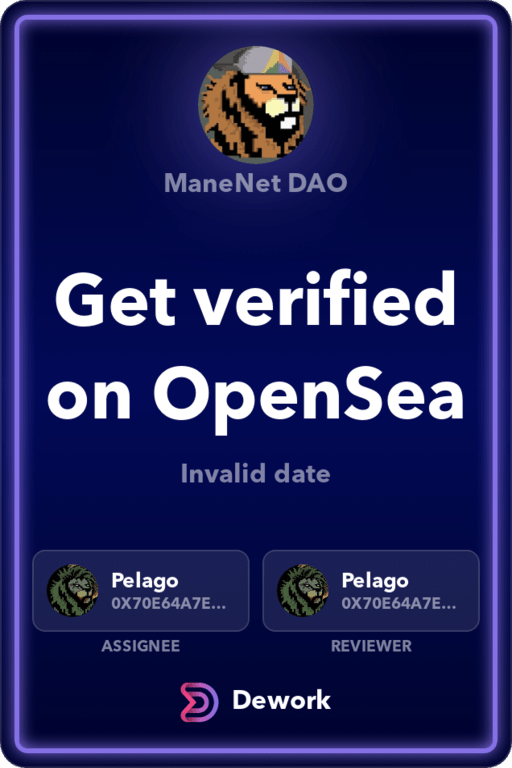 ManeNet DAO
Get verified
on OpenSea
Invalid date
Pelago
0X70E64A7E...
ASSIGNEE
Pelago
0X70E64A7E...
REVIEWER
Dework